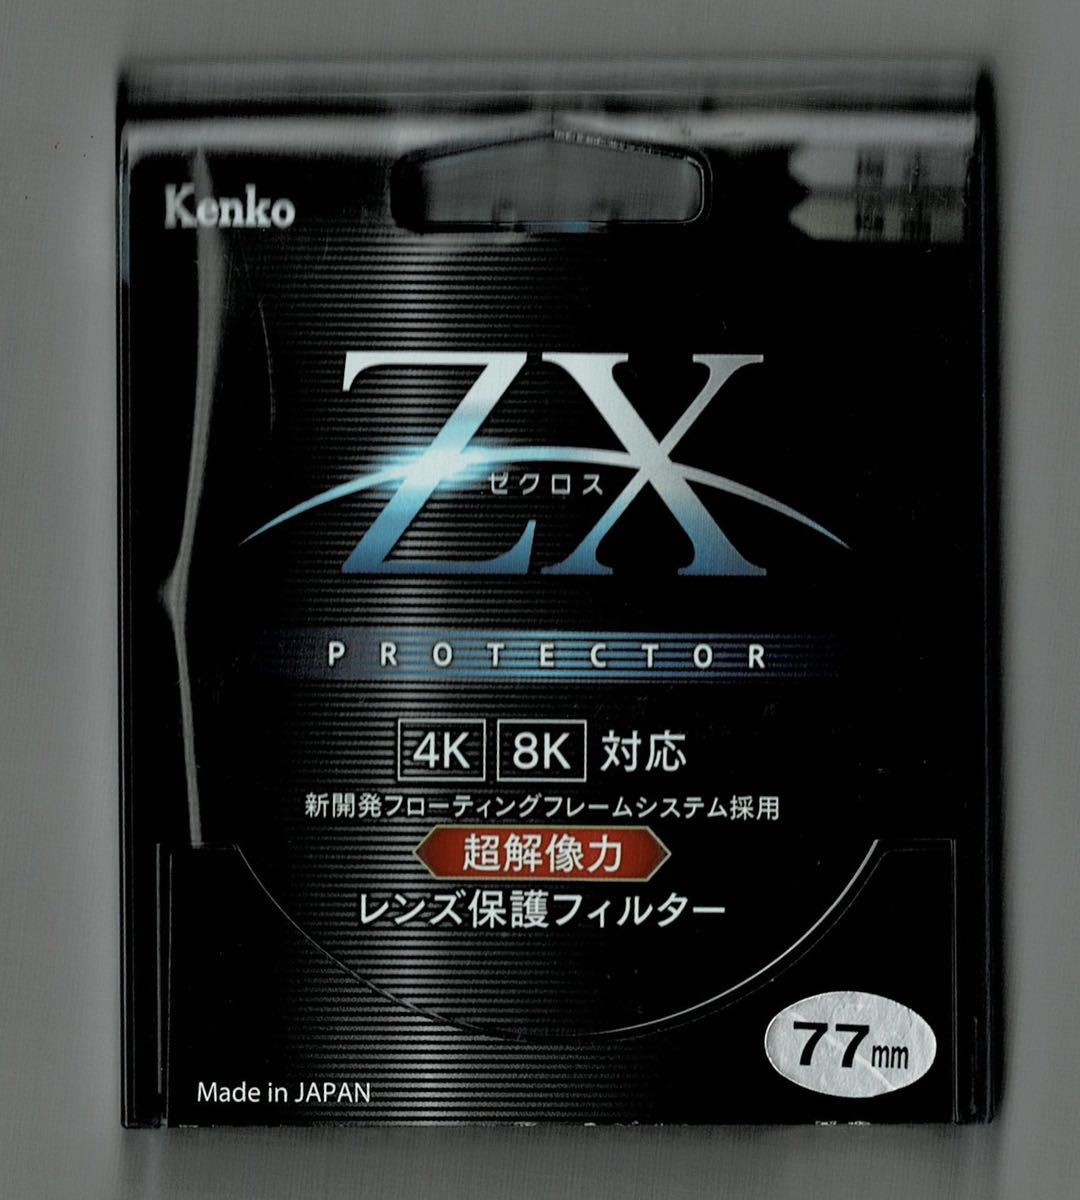 Kenko
ZX
ゼクロス
PROTECTOR
4K 8K 対応
新開発フローティングフレームシステム採用
超解像力
レンズ保護フィルター
77mm
Made in JAPAN